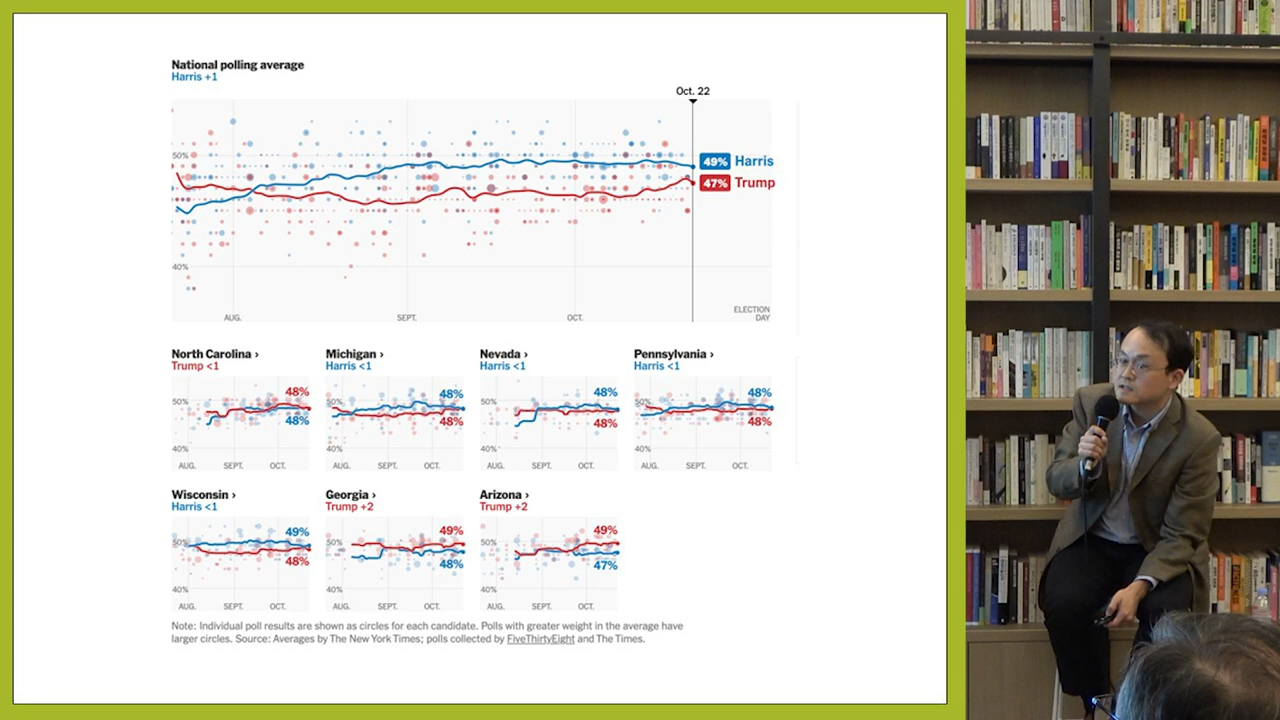 National polling average
Harris +1
Oct. 22
50%
49% Harris
47% Trump
40%
AUG.
SEPT.
OCT.
ELECTION
DAY
North Carolina ›
Trump <1
50%
48%
48%
40%
AUG.
SEPT.
OCT.
Michigan ›
Harris <1
50%
48%
48%
40%
AUG.
SEPT.
OCT.
Nevada ›
Harris <1
50%
48%
48%
40%
AUG.
SEPT.
OCT.
Pennsylvania ›
Harris <1
50%
48%
48%
40%
AUG.
SEPT.
OCT.
Wisconsin ›
Harris <1
50%
49%
48%
40%
AUG.
SEPT.
OCT.
Georgia ›
Trump +2
50%
49%
48%
40%
AUG.
SEPT.
OCT.
Arizona ›
Trump +2
50%
49%
47%
40%
AUG.
SEPT.
OCT.
Note: Individual poll results are shown as circles for each candidate. Polls with greater weight in the average have
larger circles. Source: Averages by The New York Times; polls collected by FiveThirtyEight and The Times.